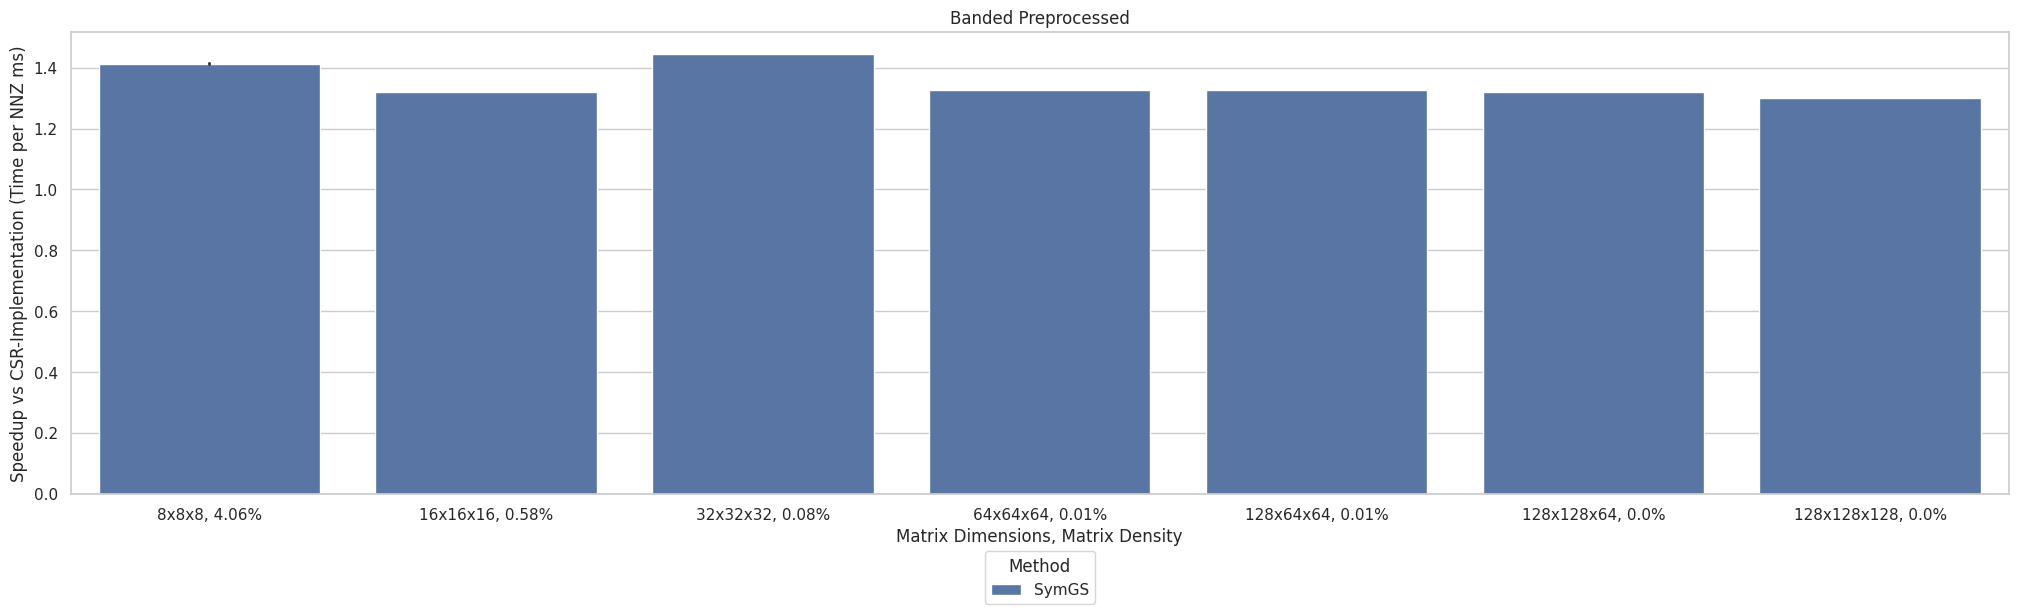 Banded Preprocessed
Speedup vs CSR-Implementation (Time per NNZ ms)
1.4
1.2
1.0
0.8
0.6
0.4
0.2
0.0
8x8x8, 4.06%
16x16x16, 0.58%
32x32x32, 0.08%
64x64x64, 0.01%
128x64x64, 0.01%
128x128x64, 0.0%
128x128x128, 0.0%
Matrix Dimensions, Matrix Density
Method
SymGS